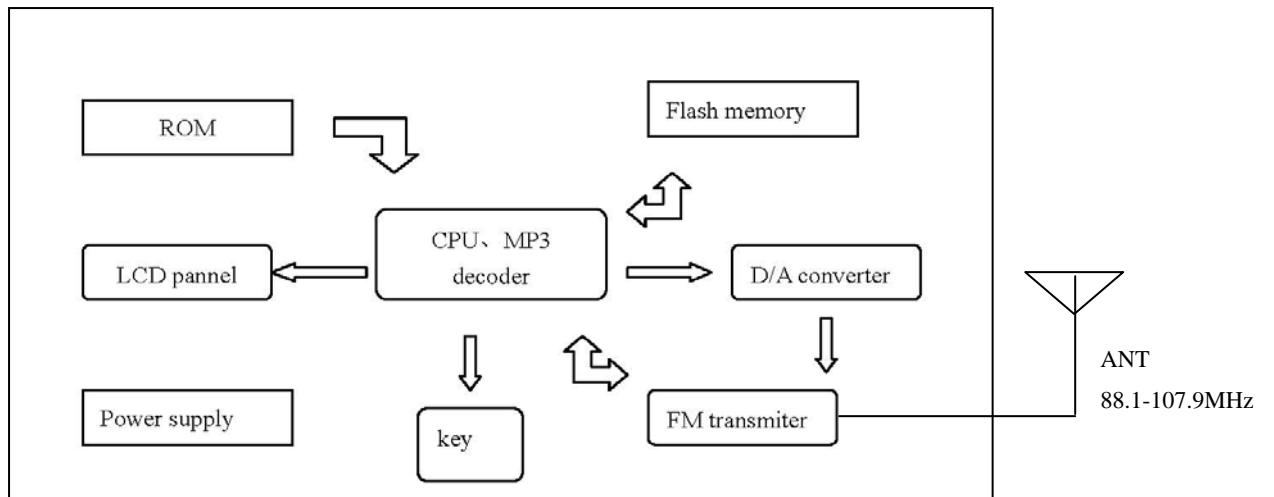 ROM
Flash memory
CPU、MP3
decoder
LCD pannel
D/A converter
ANT
88.1-107.9MHz
Power supply
key
FM transmiter